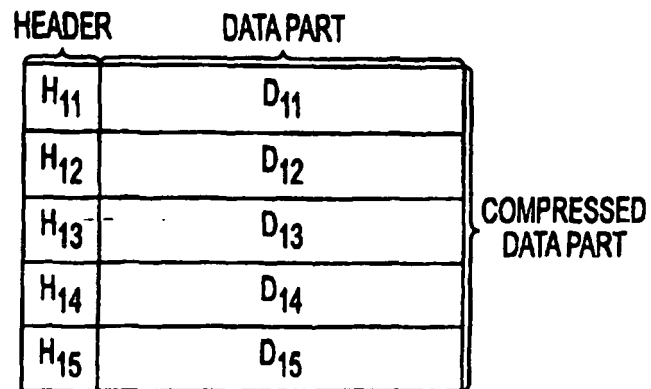 HEADER DATA PART
H11 D11
H12 D12
H13 D13
H14 D14
H15 D15
COMPRESSED
DATA PART